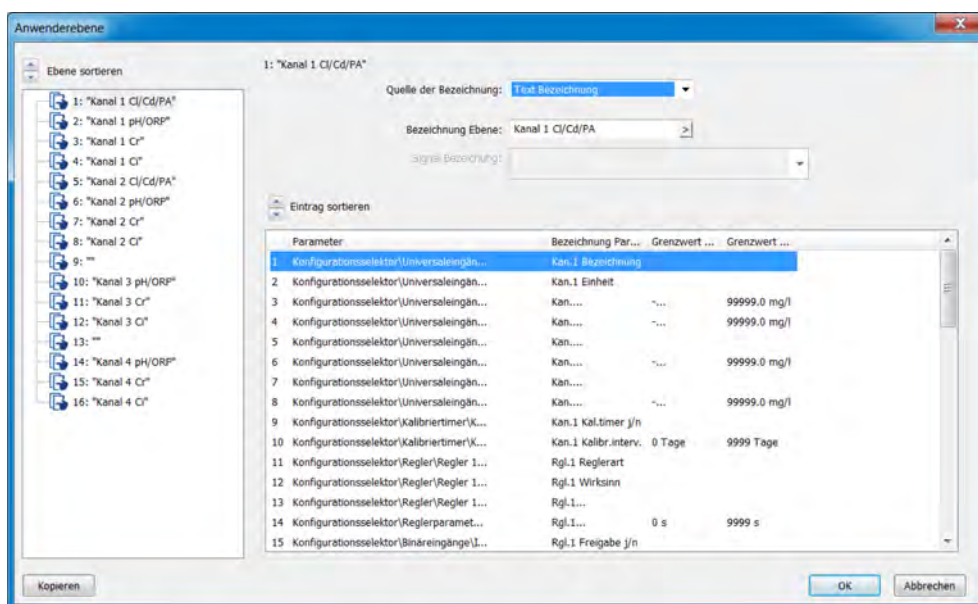 Anwenderebene
Ebene sortieren
1: "Kanal 1 Cl/Cd/PA"
2: "Kanal 1 pH/ORP"
3: "Kanal 1 Cr"
4: "Kanal 1 Ci"
5: "Kanal 2 Cl/Cd/PA"
6: "Kanal 2 pH/ORP"
7: "Kanal 2 Cr"
8: "Kanal 2 Ci"
9: ""
10: "Kanal 3 pH/ORP"
11: "Kanal 3 Cr"
12: "Kanal 3 Ci"
13: ""
14: "Kanal 4 pH/ORP"
15: "Kanal 4 Cr"
16: "Kanal 4 Ci"
1: "Kanal 1 Cl/Cd/PA"
Quelle der Bezeichnung: Text Bezeichnung
Bezeichnung Ebene: Kanal 1 Cl/Cd/PA >
Signal Bezeichnung:
Eintrag sortieren
Parameter Bezeichnung Par... Grenzwert ... Grenzwert ...
1 Konfigurationsselektor\Universaleingän... Kan.1 Bezeichnung
2 Konfigurationsselektor\Universaleingän... Kan.1 Einheit
3 Konfigurationsselektor\Universaleingän... Kan.... -... 99999.0 mg/l
4 Konfigurationsselektor\Universaleingän... Kan.... -... 99999.0 mg/l
5 Konfigurationsselektor\Universaleingän... Kan....
6 Konfigurationsselektor\Universaleingän... Kan.... -... 99999.0 mg/l
7 Konfigurationsselektor\Universaleingän... Kan....
8 Konfigurationsselektor\Universaleingän... Kan.... -... 99999.0 mg/l
9 Konfigurationsselektor\Kalibriertimer\K... Kan.1 Kal.timer j/n
10 Konfigurationsselektor\Kalibriertimer\K... Kan.1 Kalibr.interv. 0 Tage 9999 Tage
11 Konfigurationsselektor\Regler\Regler 1... Rgl.1 Reglerart
12 Konfigurationsselektor\Regler\Regler 1... Rgl.1 Wirksinn
13 Konfigurationsselektor\Regler\Regler 1... Rgl.1...
14 Konfigurationsselektor\Reglerparamet... Rgl.1... 0 s 9999 s
15 Konfigurationsselektor\Binäreingänge\I... Rgl.1 Freigabe j/n
Kopieren
OK
Abbrechen